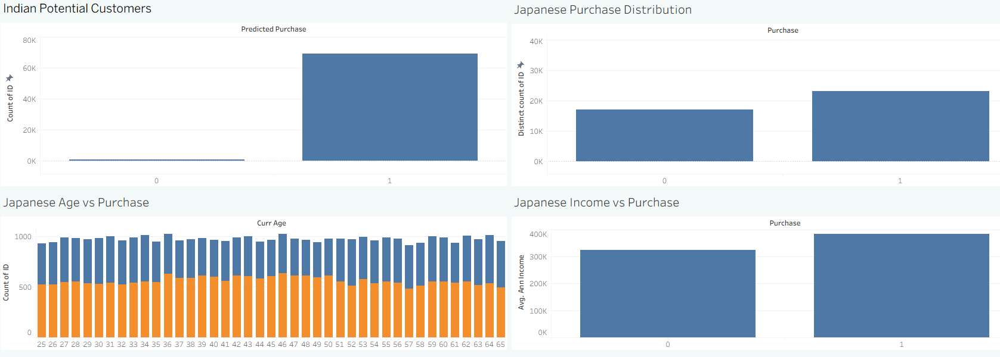 Indian Potential Customers
Predicted Purchase
Count of ID
80K
60K
40K
20K
0K
0 1
Japanese Purchase Distribution
Purchase
Distinct count of ID
40K
30K
20K
10K
0K
0 1
Japanese Age vs Purchase
Curr Age
Count of ID
1000
500
0
25 26 27 28 29 30 31 32 33 34 35 36 37 38 39 40 41 42 43 44 45 46 47 48 49 50 51 52 53 54 55 56 57 58 59 60 61 62 63 64 65
Japanese Income vs Purchase
Purchase
Avg. Ann Income
400K
300K
200K
100K
0K
0 1